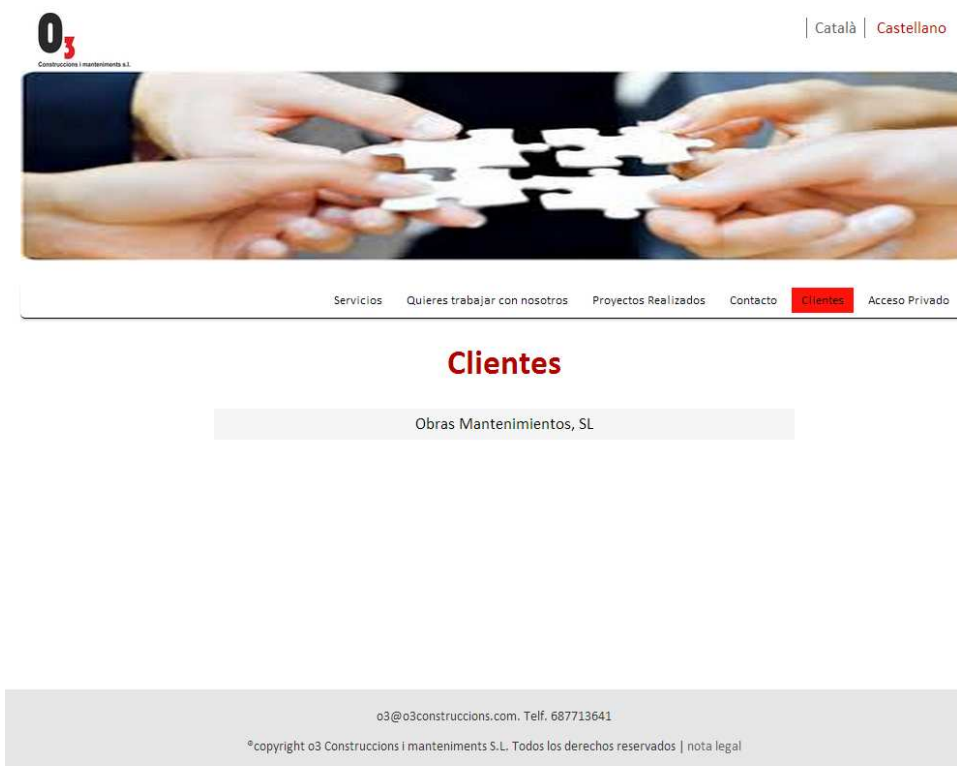 O3
Construccions i manteniments s.l.
Català Castellano
Servicios Quieres trabajar con nosotros Proyectos Realizados Contacto Clientes Acceso Privado
Clientes
Obras Mantenimientos, SL
o3@o3construccions.com. Telf. 687713641
®copyright o3 Construccions i manteniments S.L. Todos los derechos reservados | nota legal